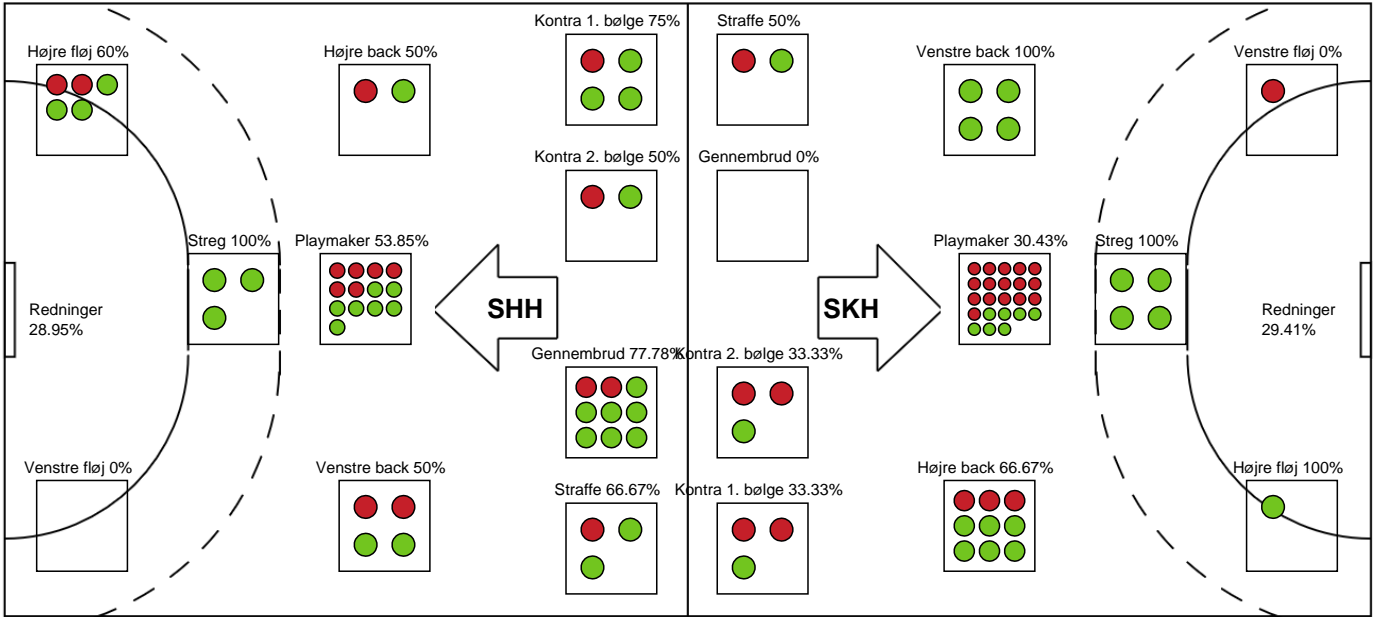 Kontra 1. bølge 75%
Straffe 50%
Højre fløj 60%
Højre back 50%
Venstre back 100%
Venstre fløj 0%
Kontra 2. bølge 50%
Gennembrud 0%
Streg 100%
Playmaker 53.85%
Playmaker 30.43%
Streg 100%
Redninger
28.95%
SHH
SKH
Redninger
29.41%
Gennembrud 77.78%
Kontra 2. bølge 33.33%
Venstre fløj 0%
Venstre back 50%
Højre back 66.67%
Højre fløj 100%
Straffe 66.67%
Kontra 1. bølge 33.33%